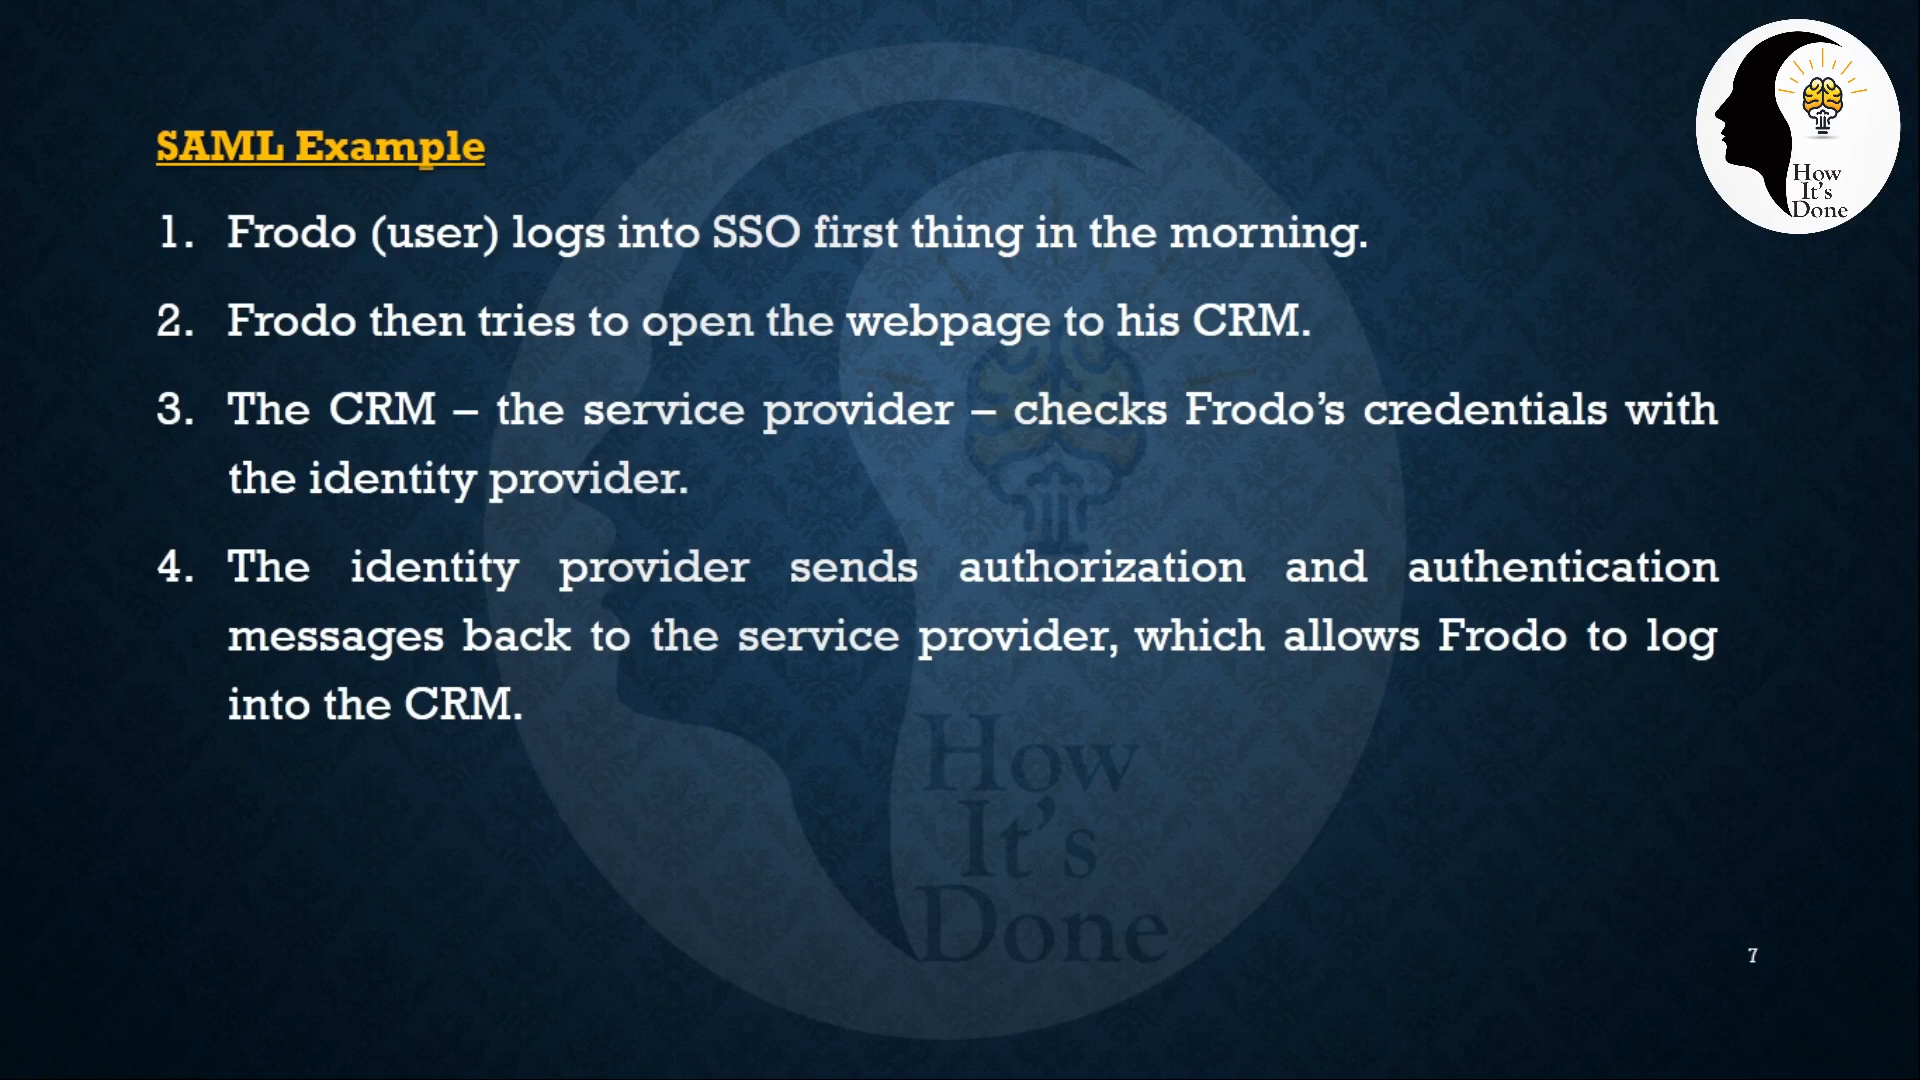 SAML Example
1. Frodo (user) logs into SSO first thing in the morning.
2. Frodo then tries to open the webpage to his CRM.
3. The CRM – the service provider – checks Frodo’s credentials with
the identity provider.
4. The identity provider sends authorization and authentication
messages back to the service provider, which allows Frodo to log
into the CRM.
How
It's
Done
How
It's
Done
7